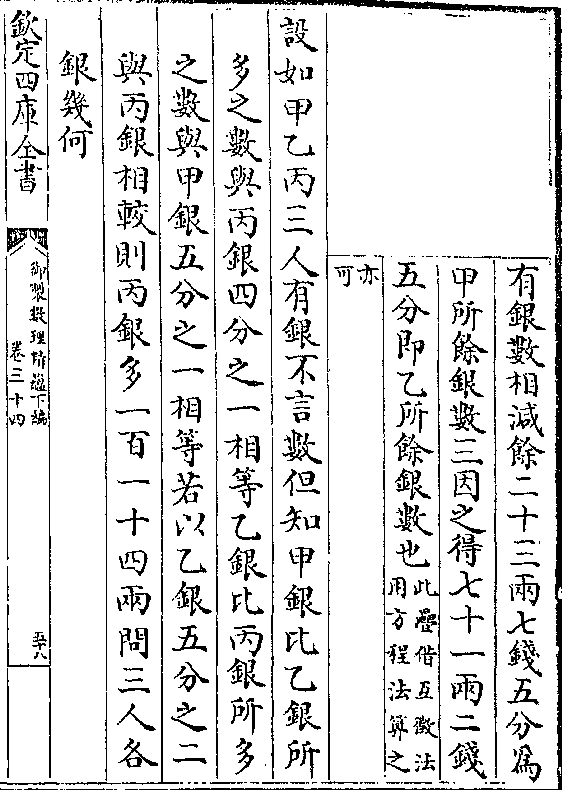 有銀數相減餘二十三兩七錢五分爲
甲所餘銀數三因之得七十一兩二錢
五分即乙所餘銀數也此疊借互徵法
用方程法算之
亦
可
設如甲乙丙三人有銀不言數但知甲銀比乙銀所
多之數與丙銀四分之一相等乙銀比丙銀所多
之數與甲銀五分之一相等若以乙銀五分之二
與丙銀相較則丙銀多一百一十四兩問三人各
銀幾何
欽定四庫全書
御製數理精蘊下編
卷三十四
五十八